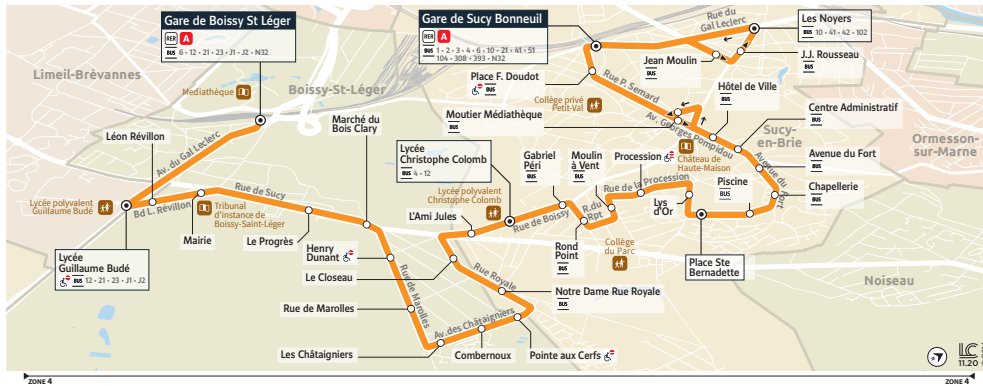 Gare de Boissy St Léger
RER A
BUS 6 • 12 • 21 • 23 • J1 • J2 • N32
Gare de Sucy Bonneuil
RER A
BUS 1 • 2 • 3 • 4 • 6 • 10 • 21 • 41 • 51
104 • 308 • 393 • N32
Rue du
Gal Leclerc
Les Noyers
BUS 10 • 41 • 42 • 102
Jean Moulin
BUS
J.J. Rousseau
BUS
Limeil-Brévannes
Mediathèque
Boissy-St-Léger
Place F. Doudot
BUS
Rue P. Semard
Collège privé
Petit-Val
Hôtel de Ville
BUS
Moutier Médiathèque
BUS
Centre Administratif
BUS
Av. Georges Pompidou
Château de
Haute-Maison
Sucy-
en-Brie
Ormesson-
sur-Marne
Avenue du Fort
BUS
Avenue du Fort
Chapellerie
BUS
Léon Révillon
Av. du Gal Leclerc
Marché du
Bois Clary
Lycée
Christophe Colomb
BUS 4 • 12
Gabriel
Péri
BUS
Moulin
à Vent
BUS
Procession
BUS
Rue de la Procession
Piscine
BUS
Lys
d'Or
Lycée polyvalent
Guillaume Budé
Bd L. Révillon
Rue de Sucy
Tribunal
d'instance de
Boissy-Saint-Léger
Mairie
Le Progrès
Lycée polyvalent
Christophe Colomb
L'Ami Jules
Rue de Boissy
R. du
Rpt
Rond
Point
BUS
Collège
du Parc
Place Ste
Bernadette
Lycée
Guillaume Budé
BUS 12 • 21 • 23 • J1 • J2
Henry
Dunant
Le Closeau
Rue Royale
Noiseau
Notre Dame Rue Royale
BUS
Rue de Marolles
Rue de Marolles
Av. des Châtaigniers
Les Châtaigniers
Combernoux
Pointe aux Cerfs
LC
11.20
ZONE 4
ZONE 4